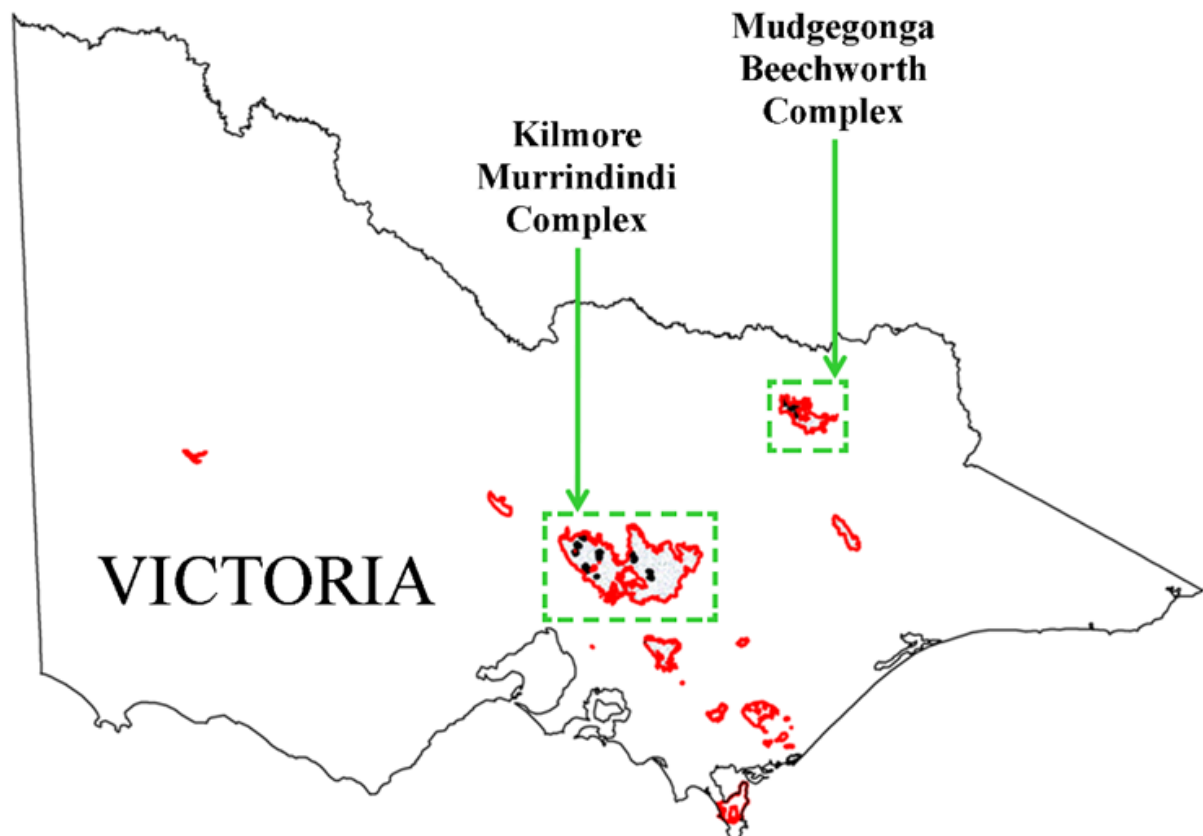 Mudgegonga
Beechworth
Complex
Kilmore
Murrindindi
Complex
VICTORIA